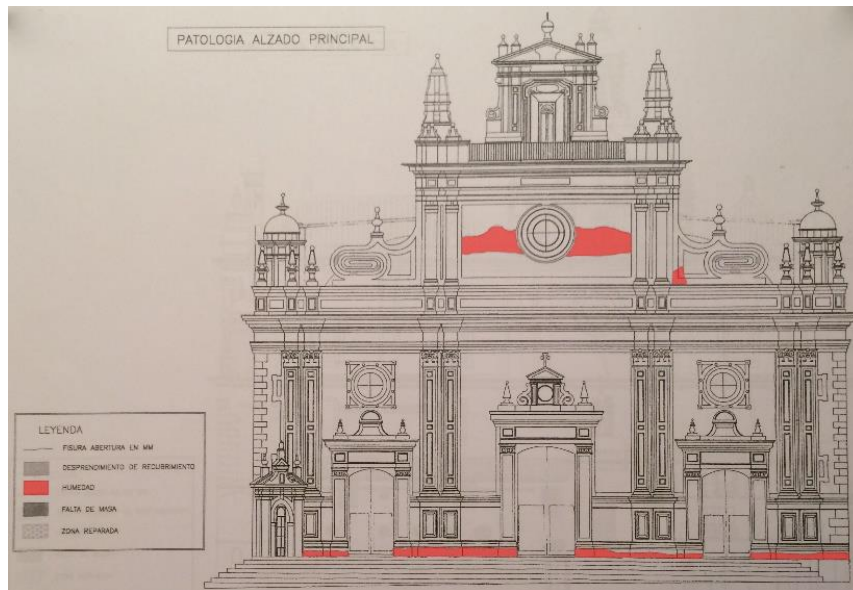 PATOLOGIA ALZADO PRINCIPAL
LEYENDA
FISURA ABERTURA EN MM
DESPRENDIMIENTO DE RECUBRIMIENTO
HUMEDAD
FALTA DE MASA
ZONA REPARADA